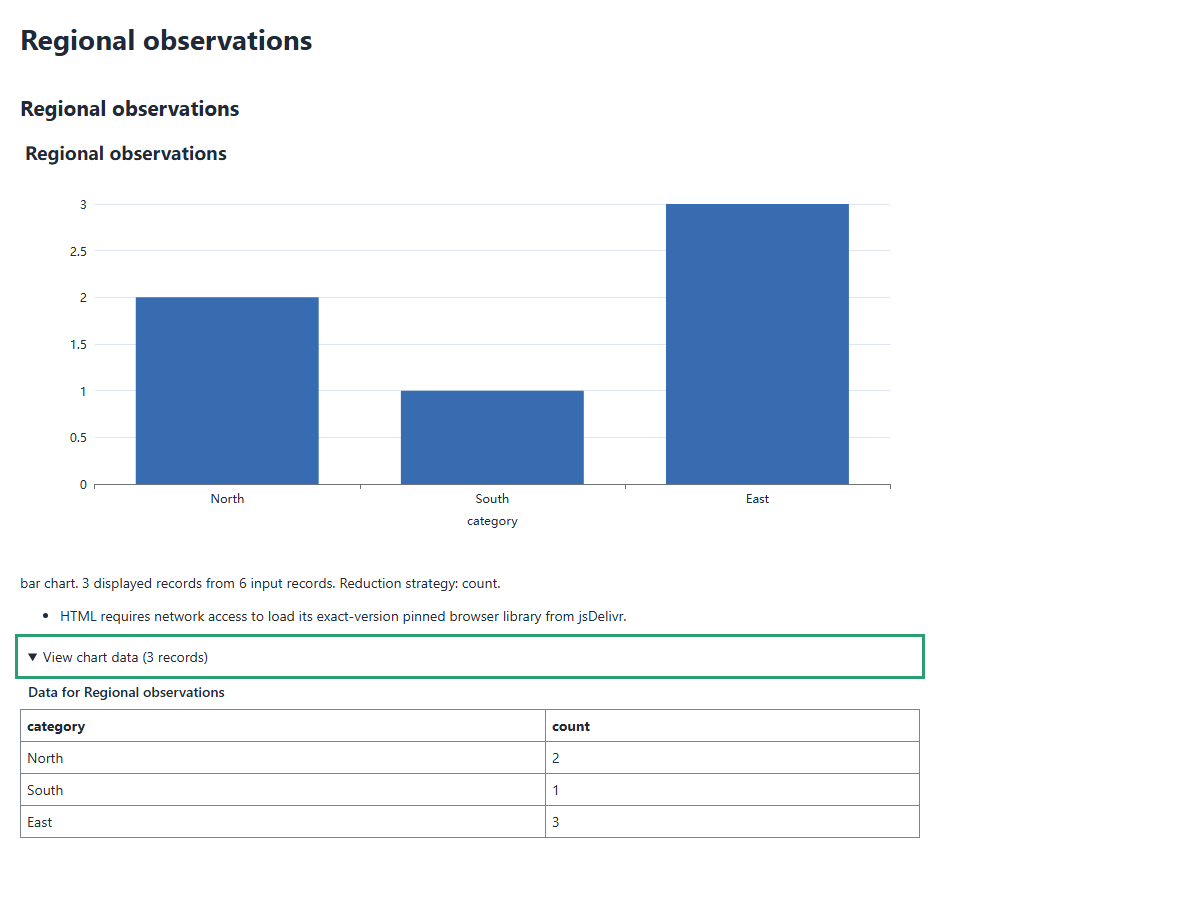 Regional observations
Regional observations
Regional observations
3
2.5
2
1.5
1
0.5
0
North South East
category
bar chart. 3 displayed records from 6 input records. Reduction strategy: count.
• HTML requires network access to load its exact-version pinned browser library from jsDelivr.
▼ View chart data (3 records)
Data for Regional observations
category count
North 2
South 1
East 3